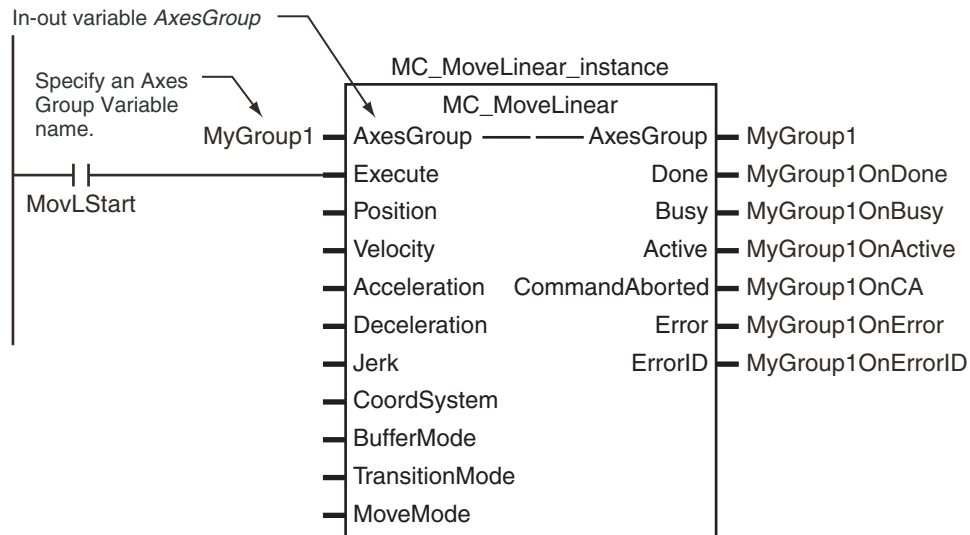 In-out variable AxesGroup
Specify an Axes
Group Variable
name.
MC_MoveLinear_instance
MC_MoveLinear
MyGroup1 AxesGroup AxesGroup MyGroup1
Execute Done MyGroup1OnDone
MovLStart
Position Busy MyGroup1OnBusy
Velocity Active MyGroup1OnActive
Acceleration CommandAborted MyGroup1OnCA
Deceleration Error MyGroup1OnError
Jerk ErrorID MyGroup1OnErrorID
CoordSystem
BufferMode
TransitionMode
MoveMode